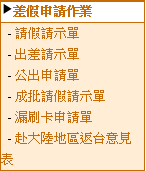 ▶差假申請作業
- 請假請示單
- 出差請示單
- 公出申請單
- 成批請假請示單
- 漏刷卡申請單
- 赴大陸地區返台意見
表